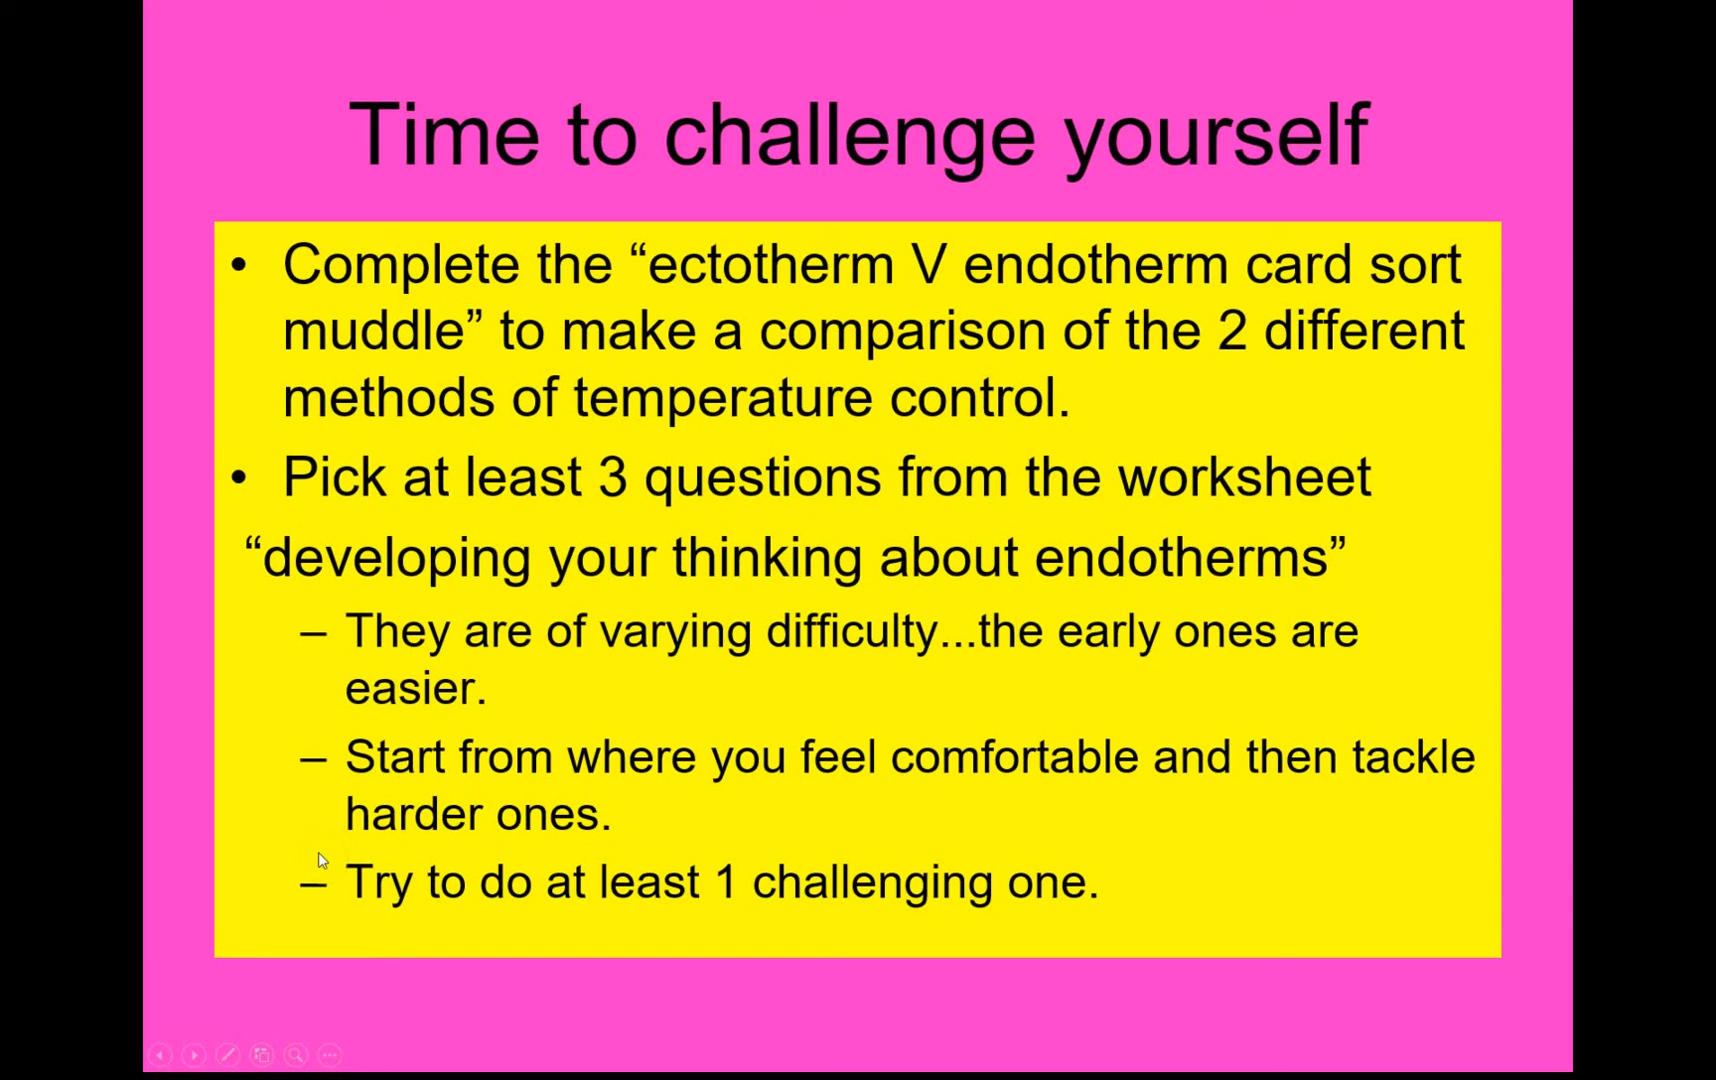 Time to challenge yourself
• Complete the “ectotherm V endotherm card sort
muddle” to make a comparison of the 2 different
methods of temperature control.
• Pick at least 3 questions from the worksheet
“developing your thinking about endotherms”
– They are of varying difficulty...the early ones are
easier.
– Start from where you feel comfortable and then tackle
harder ones.
– Try to do at least 1 challenging one.